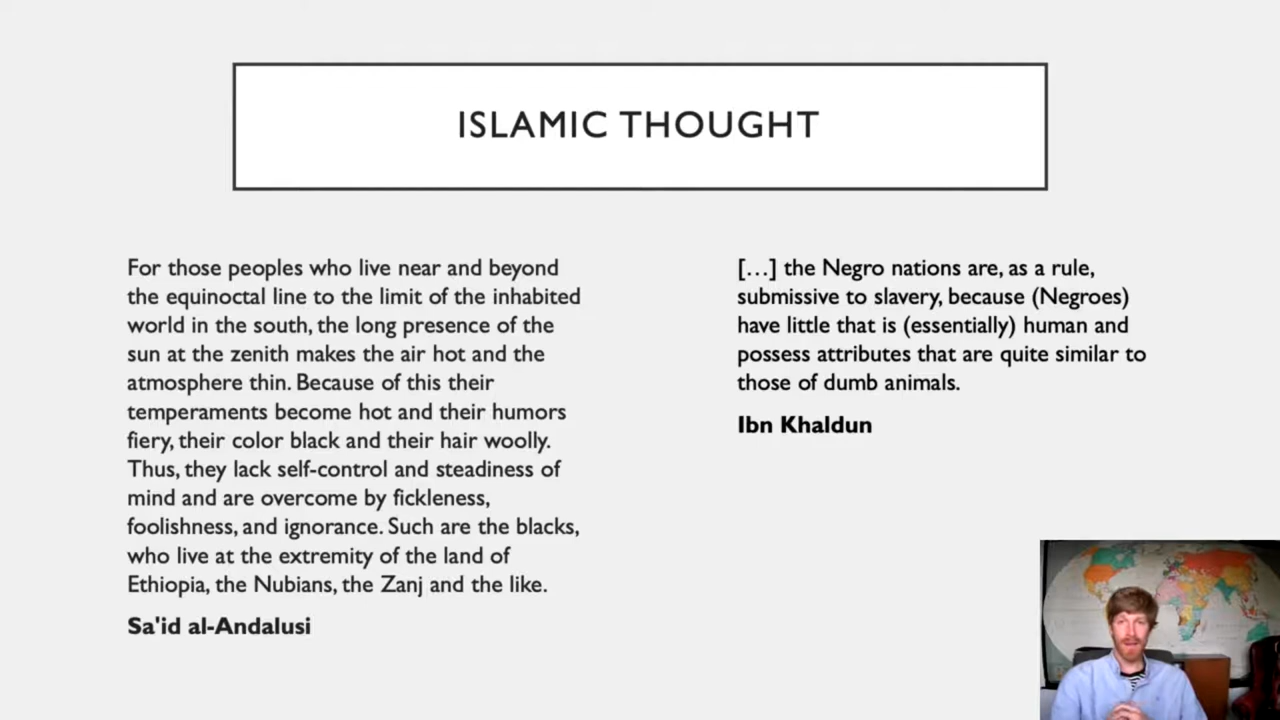 ISLAMIC THOUGHT
For those peoples who live near and beyond
the equinoctal line to the limit of the inhabited
world in the south, the long presence of the
sun at the zenith makes the air hot and the
atmosphere thin. Because of this their
temperaments become hot and their humors
fiery, their color black and their hair woolly.
Thus, they lack self-control and steadiness of
mind and are overcome by fickleness,
foolishness, and ignorance. Such are the blacks,
who live at the extremity of the land of
Ethiopia, the Nubians, the Zanj and the like.
Sa'id al-Andalusi
[…] the Negro nations are, as a rule,
submissive to slavery, because (Negroes)
have little that is (essentially) human and
possess attributes that are quite similar to
those of dumb animals.
Ibn Khaldun